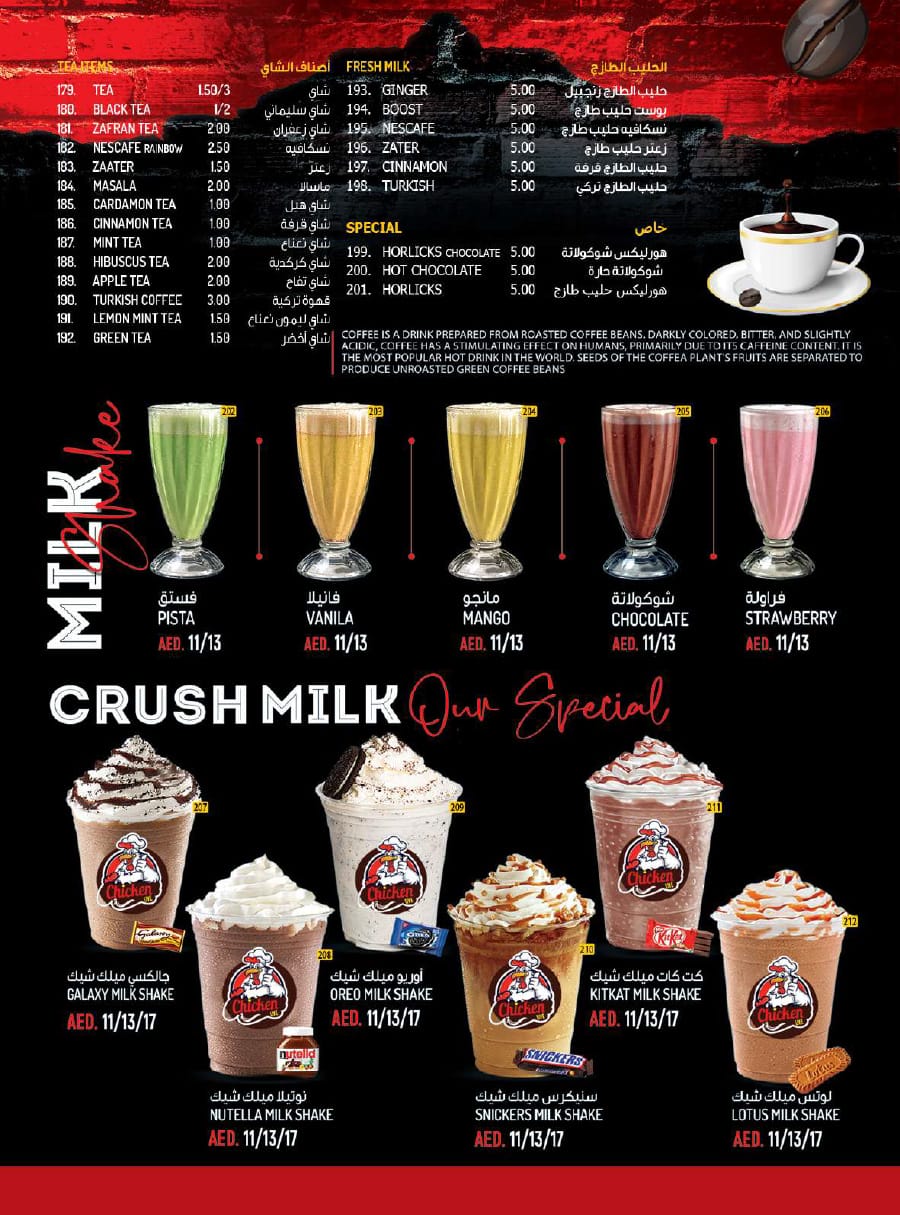 TEA ITEMS أصناف الشاي
179. TEA 1.50/3 شاي
180. BLACK TEA 1/2 شاي سليماني
181. ZAFRAN TEA 2.00 شاي زعفران
182. NESCAFE RAINBOW 2.50 نسكافيه
183. ZAATER 1.50 زعتر
184. MASALA 2.00 ماسالا
185. CARDAMON TEA 1.00 شاي هيل
186. CINNAMON TEA 1.00 شاي قرفة
187. MINT TEA 1.00 شاي نعناع
188. HIBUSCUS TEA 2.00 شاي كركدية
189. APPLE TEA 2.00 شاي تفاح
190. TURKISH COFFEE 3.00 قهوة تركية
191. LEMON MINT TEA 1.50 شاي ليمون نعناع
192. GREEN TEA 1.50 شاي أخضر
FRESH MILK الحليب الطازج
193. GINGER 5.00 حليب الطازج زنجبيل
194. BOOST 5.00 بوست حليب طازج
195. NESCAFE 5.00 نسكافيه حليب طازج
196. ZATER 5.00 زعتر حليب طازج
197. CINNAMON 5.00 حليب الطازج قرفة
198. TURKISH 5.00 حليب الطازج تركي
SPECIAL خاص
199. HORLICKS CHOCOLATE 5.00 هورليكس شوكولاتة
200. HOT CHOCOLATE 5.00 شوكولاتة حارة
201. HORLICKS 5.00 هورليكس حليب طازج
COFFEE IS A DRINK PREPARED FROM ROASTED COFFEE BEANS. DARKLY COLORED, BITTER, AND SLIGHTLY
ACIDIC, COFFEE HAS A STIMULATING EFFECT ON HUMANS, PRIMARILY DUE TO ITS CAFFEINE CONTENT. IT IS
THE MOST POPULAR HOT DRINK IN THE WORLD. SEEDS OF THE COFFEA PLANT'S FRUITS ARE SEPARATED TO
PRODUCE UNROASTED GREEN COFFEE BEANS
MILK Shake
202
فستق
PISTA
AED. 11/13
203
فانيلا
VANILA
AED. 11/13
204
مانجو
MANGO
AED. 11/13
205
شوكولاتة
CHOCOLATE
AED. 11/13
206
فراولة
STRAWBERRY
AED. 11/13
CRUSH MILK Our Special
207
Chicken
Galaxy
جالكسي ميلك شيك
GALAXY MILK SHAKE
AED. 11/13/17
208
Chicken
nutella
نوتيلا ميلك شيك
NUTELLA MILK SHAKE
AED. 11/13/17
209
Chicken
OREO
أوريو ميلك شيك
OREO MILK SHAKE
AED. 11/13/17
210
Chicken
SNICKERS
سنيكرس ميلك شيك
SNICKERS MILK SHAKE
AED. 11/13/17
211
Chicken
KitKat
كت كات ميلك شيك
KITKAT MILK SHAKE
AED. 11/13/17
212
Chicken
Lotus
لوتس ميلك شيك
LOTUS MILK SHAKE
AED. 11/13/17